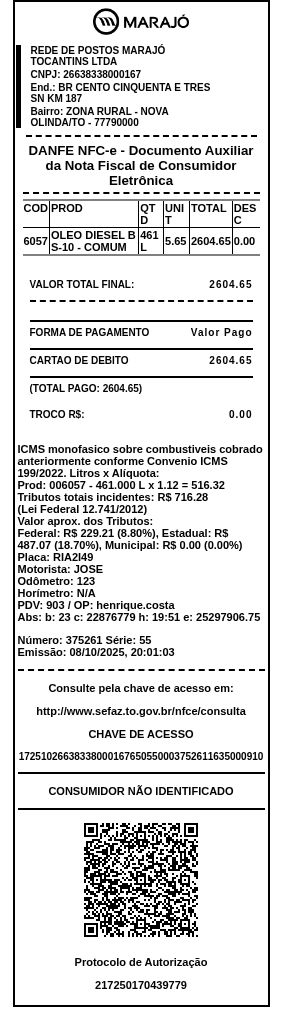 MARAJÓ
REDE DE POSTOS MARAJÓ
TOCANTINS LTDA
CNPJ: 26638338000167
End.: BR CENTO CINQUENTA E TRES
SN KM 187
Bairro: ZONA RURAL - NOVA
OLINDA/TO - 77790000
DANFE NFC-e - Documento Auxiliar
da Nota Fiscal de Consumidor
Eletrônica
COD PROD QT D UNI T TOTAL DES C
6057 OLEO DIESEL B S-10 - COMUM 461 L 5.65 2604.65 0.00
VALOR TOTAL FINAL: 2604.65
FORMA DE PAGAMENTO Valor Pago
CARTAO DE DEBITO 2604.65
(TOTAL PAGO: 2604.65)
TROCO R$: 0.00
ICMS monofasico sobre combustiveis cobrado
anteriormente conforme Convenio ICMS
199/2022. Litros x Alíquota:
Prod: 006057 - 461.000 L x 1.12 = 516.32
Tributos totais incidentes: R$ 716.28
(Lei Federal 12.741/2012)
Valor aprox. dos Tributos:
Federal: R$ 229.21 (8.80%), Estadual: R$
487.07 (18.70%), Municipal: R$ 0.00 (0.00%)
Placa: RIA2I49
Motorista: JOSE
Odômetro: 123
Horímetro: N/A
PDV: 903 / OP: henrique.costa
Abs: b: 23 c: 22876779 h: 19:51 e: 25297906.75
Número: 375261 Série: 55
Emissão: 08/10/2025, 20:01:03
Consulte pela chave de acesso em:
http://www.sefaz.to.gov.br/nfce/consulta
CHAVE DE ACESSO
17251026638338000167650550003752611635000910
CONSUMIDOR NÃO IDENTIFICADO
Protocolo de Autorização
217250170439779